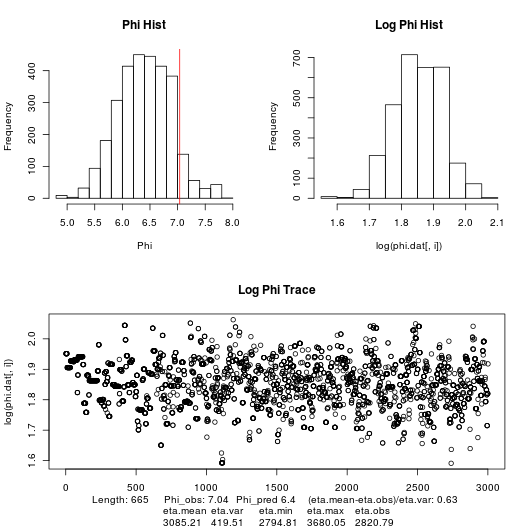 Phi Hist
Frequency
0 100 200 300 400
5.0 5.5 6.0 6.5 7.0 7.5 8.0
Phi
Log Phi Hist
Frequency
0 100 300 500 700
1.6 1.7 1.8 1.9 2.0 2.1
log(phi.dat[, i])
Log Phi Trace
log(phi.dat[, i])
1.6 1.7 1.8 1.9 2.0
0 500 1000 1500 2000 2500 3000
Length: 665 Phi_obs: 7.04 Phi_pred 6.4 (eta.mean-eta.obs)/eta.var: 0.63
eta.mean eta.var eta.min eta.max eta.obs
3085.21 419.51 2794.81 3680.05 2820.79